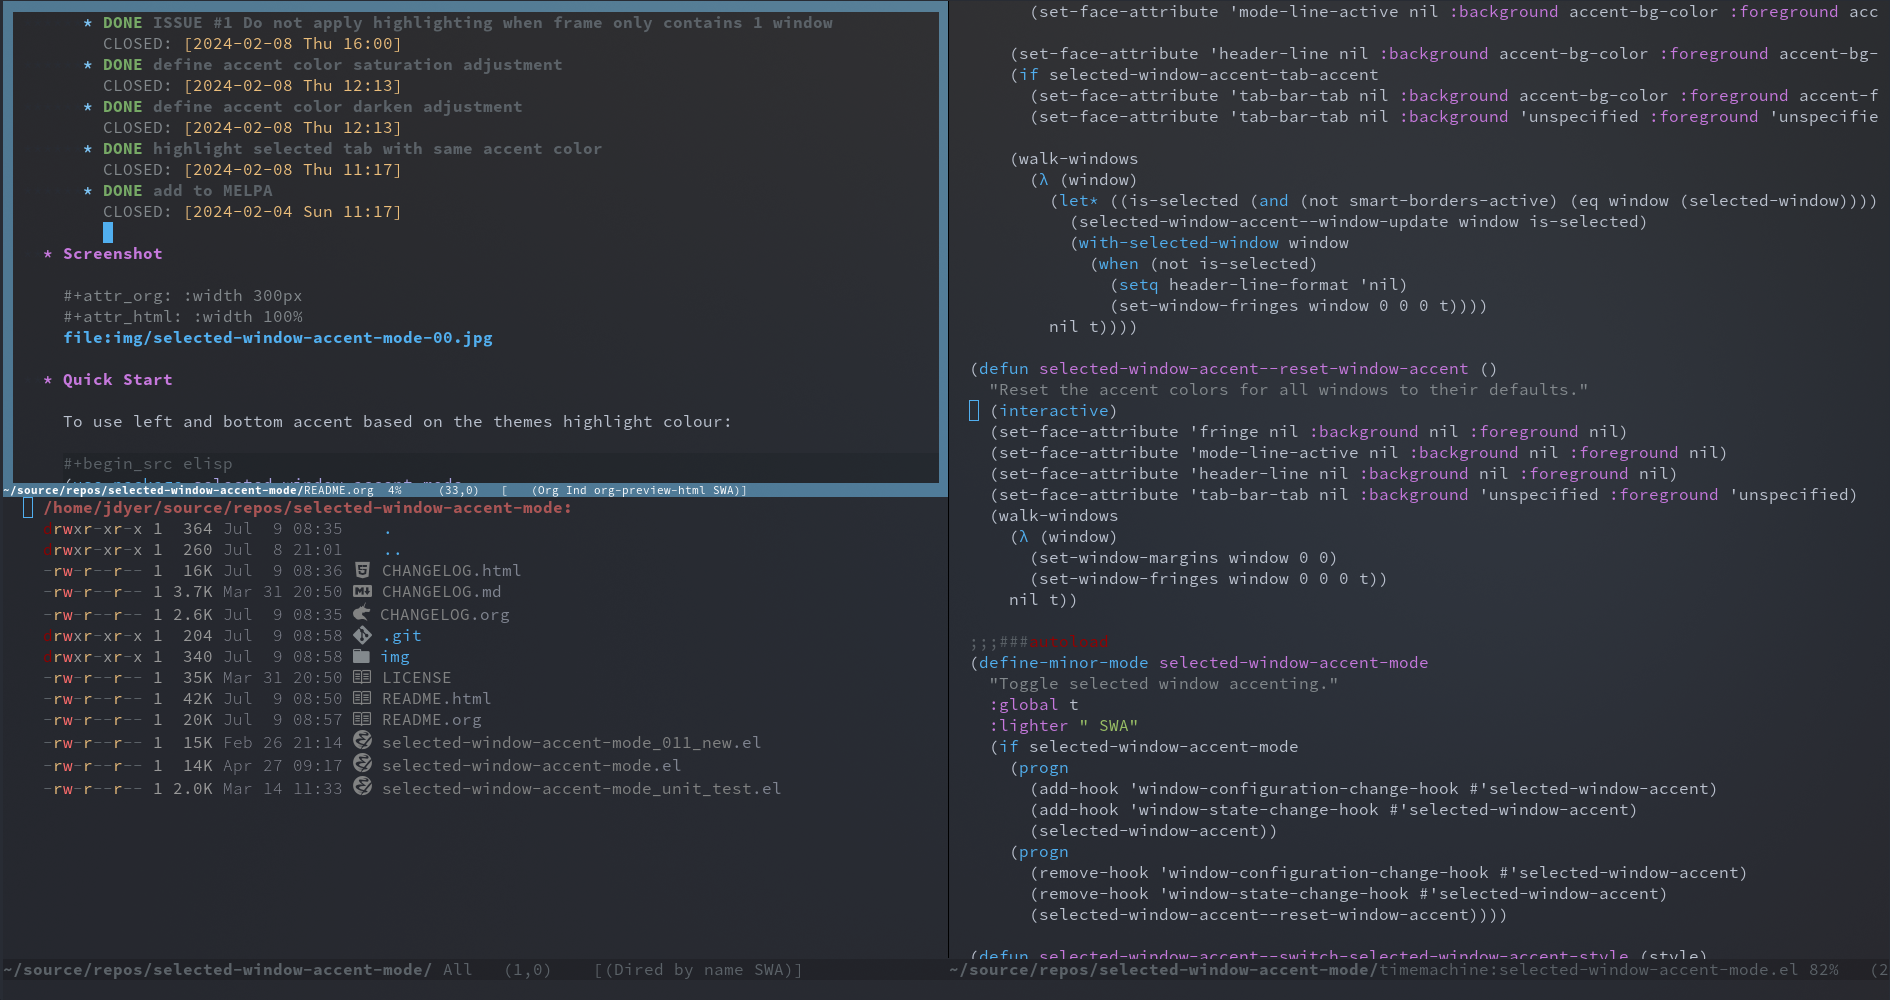 * DONE ISSUE #1 Do not apply highlighting when frame only contains 1 window
CLOSED: [2024-02-08 Thu 16:00]
* DONE define accent color saturation adjustment
CLOSED: [2024-02-08 Thu 12:13]
* DONE define accent color darken adjustment
CLOSED: [2024-02-08 Thu 12:13]
* DONE highlight selected tab with same accent color
CLOSED: [2024-02-08 Thu 11:17]
* DONE add to MELPA
CLOSED: [2024-02-04 Sun 11:17]
* Screenshot
#+attr_org: :width 300px
#+attr_html: :width 100%
file:img/selected-window-accent-mode-00.jpg
* Quick Start
To use left and bottom accent based on the themes highlight colour:
#+begin_src elisp
(use-package selected-window-accent-mode
~/source/repos/selected-window-accent-mode/README.org 4% (33,0) [ (Org Ind org-preview-html SWA)]
/home/jdyer/source/repos/selected-window-accent-mode:
drwxr-xr-x 1 364 Jul 9 08:35 .
drwxr-xr-x 1 260 Jul 8 21:01 ..
-rw-r--r-- 1 16K Jul 9 08:36 CHANGELOG.html
-rw-r--r-- 1 3.7K Mar 31 20:50 CHANGELOG.md
-rw-r--r-- 1 2.6K Jul 9 08:35 CHANGELOG.org
drwxr-xr-x 1 204 Jul 9 08:58 .git
drwxr-xr-x 1 340 Jul 9 08:58 img
-rw-r--r-- 1 35K Mar 31 20:50 LICENSE
-rw-r--r-- 1 42K Jul 9 08:50 README.html
-rw-r--r-- 1 20K Jul 9 08:57 README.org
-rw-r--r-- 1 15K Feb 26 21:14 selected-window-accent-mode_011_new.el
-rw-r--r-- 1 14K Apr 27 09:17 selected-window-accent-mode.el
-rw-r--r-- 1 2.0K Mar 14 11:33 selected-window-accent-mode_unit_test.el
~/source/repos/selected-window-accent-mode/ All (1,0) [(Dired by name SWA)]
(set-face-attribute 'mode-line-active nil :background accent-bg-color :foreground acc
(set-face-attribute 'header-line nil :background accent-bg-color :foreground accent-bg-
(if selected-window-accent-tab-accent
(set-face-attribute 'tab-bar-tab nil :background accent-bg-color :foreground accent-f
(set-face-attribute 'tab-bar-tab nil :background 'unspecified :foreground 'unspecifie
(walk-windows
(λ (window)
(let* ((is-selected (and (not smart-borders-active) (eq window (selected-window))))
(selected-window-accent--window-update window is-selected)
(with-selected-window window
(when (not is-selected)
(setq header-line-format 'nil)
(set-window-fringes window 0 0 0 t))))
nil t))))
(defun selected-window-accent--reset-window-accent ()
"Reset the accent colors for all windows to their defaults."
(interactive)
(set-face-attribute 'fringe nil :background nil :foreground nil)
(set-face-attribute 'mode-line-active nil :background nil :foreground nil)
(set-face-attribute 'header-line nil :background nil :foreground nil)
(set-face-attribute 'tab-bar-tab nil :background 'unspecified :foreground 'unspecified)
(walk-windows
(λ (window)
(set-window-margins window 0 0)
(set-window-fringes window 0 0 0 t))
nil t))
;;;###autoload
(define-minor-mode selected-window-accent-mode
"Toggle selected window accenting."
:global t
:lighter " SWA"
(if selected-window-accent-mode
(progn
(add-hook 'window-configuration-change-hook #'selected-window-accent)
(add-hook 'window-state-change-hook #'selected-window-accent)
(selected-window-accent))
(progn
(remove-hook 'window-configuration-change-hook #'selected-window-accent)
(remove-hook 'window-state-change-hook #'selected-window-accent)
(selected-window-accent--reset-window-accent))))
(defun selected-window-accent--switch-selected-window-accent-style (style)
~/source/repos/selected-window-accent-mode/timemachine:selected-window-accent-mode.el 82% (2